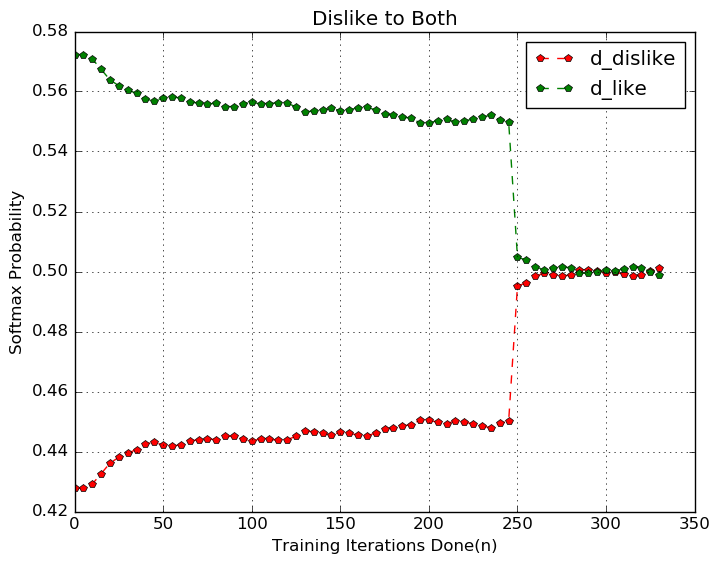 Dislike to Both
d_dislike
d_like
0.58
0.56
0.54
0.52
0.50
0.48
0.46
0.44
0.42
Softmax Probability
0 50 100 150 200 250 300 350
Training Iterations Done(n)